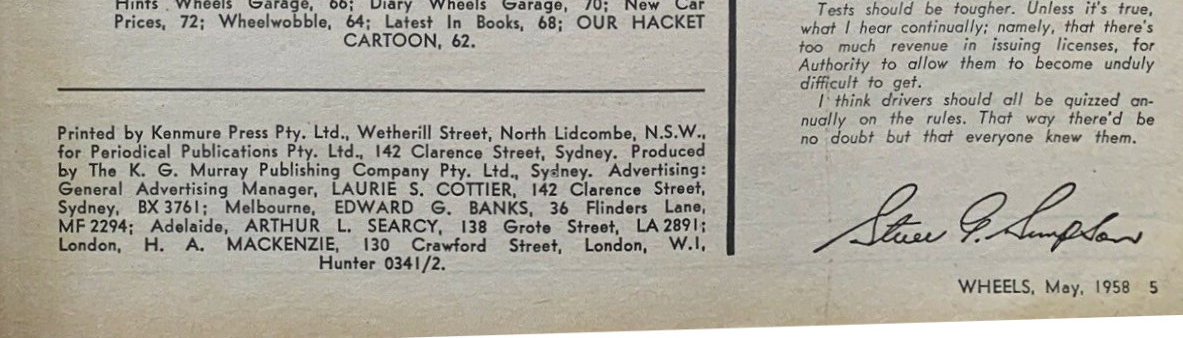 Hints Wheels Garage, 66; Diary Wheels Garage, 70; New Car
Prices, 72; Wheelwobble, 64; Latest In Books, 68; OUR HACKET
CARTOON, 62.
Printed by Kenmure Press Pty. Ltd., Wetherill Street, North Lidcombe, N.S.W.,
for Periodical Publications Pty. Ltd., 142 Clarence Street, Sydney. Produced
by The K. G. Murray Publishing Company Pty. Ltd., Sydney. Advertising:
General Advertising Manager, LAURIE S. COTTIER, 142 Clarence Street,
Sydney, BX 3761; Melbourne, EDWARD G. BANKS, 36 Flinders Lane,
MF 2294; Adelaide, ARTHUR L. SEARCY, 138 Grote Street, LA 2891;
London, H. A. MACKENZIE, 130 Crawford Street, London, W.I,
Hunter 0341/2.
Tests should be tougher. Unless it's true,
what I hear continually; namely, that there's
too much revenue in issuing licenses, for
Authority to allow them to become unduly
difficult to get.
I think drivers should all be quizzed an-
nually on the rules. That way there'd be
no doubt but that everyone knew them.
Simpson
WHEELS, May, 1958 5